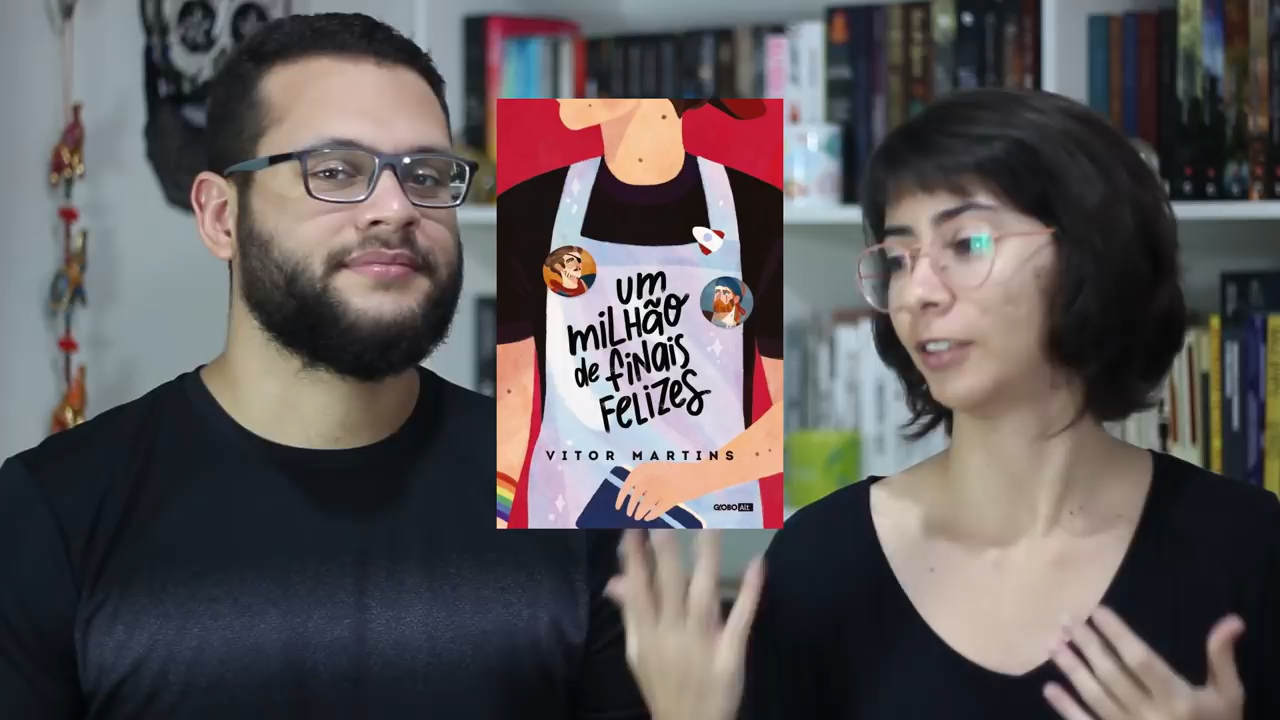 um
milhão
de finais
felizes
VITOR MARTINS
GLOBO Alt